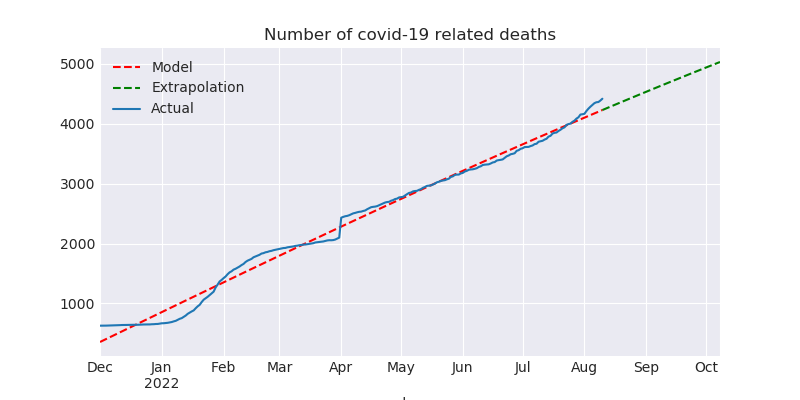 Number of covid-19 related deaths
5000
4000
3000
2000
1000
Model
Extrapolation
Actual
Dec Jan Feb Mar Apr May Jun Jul Aug Sep Oct
2022